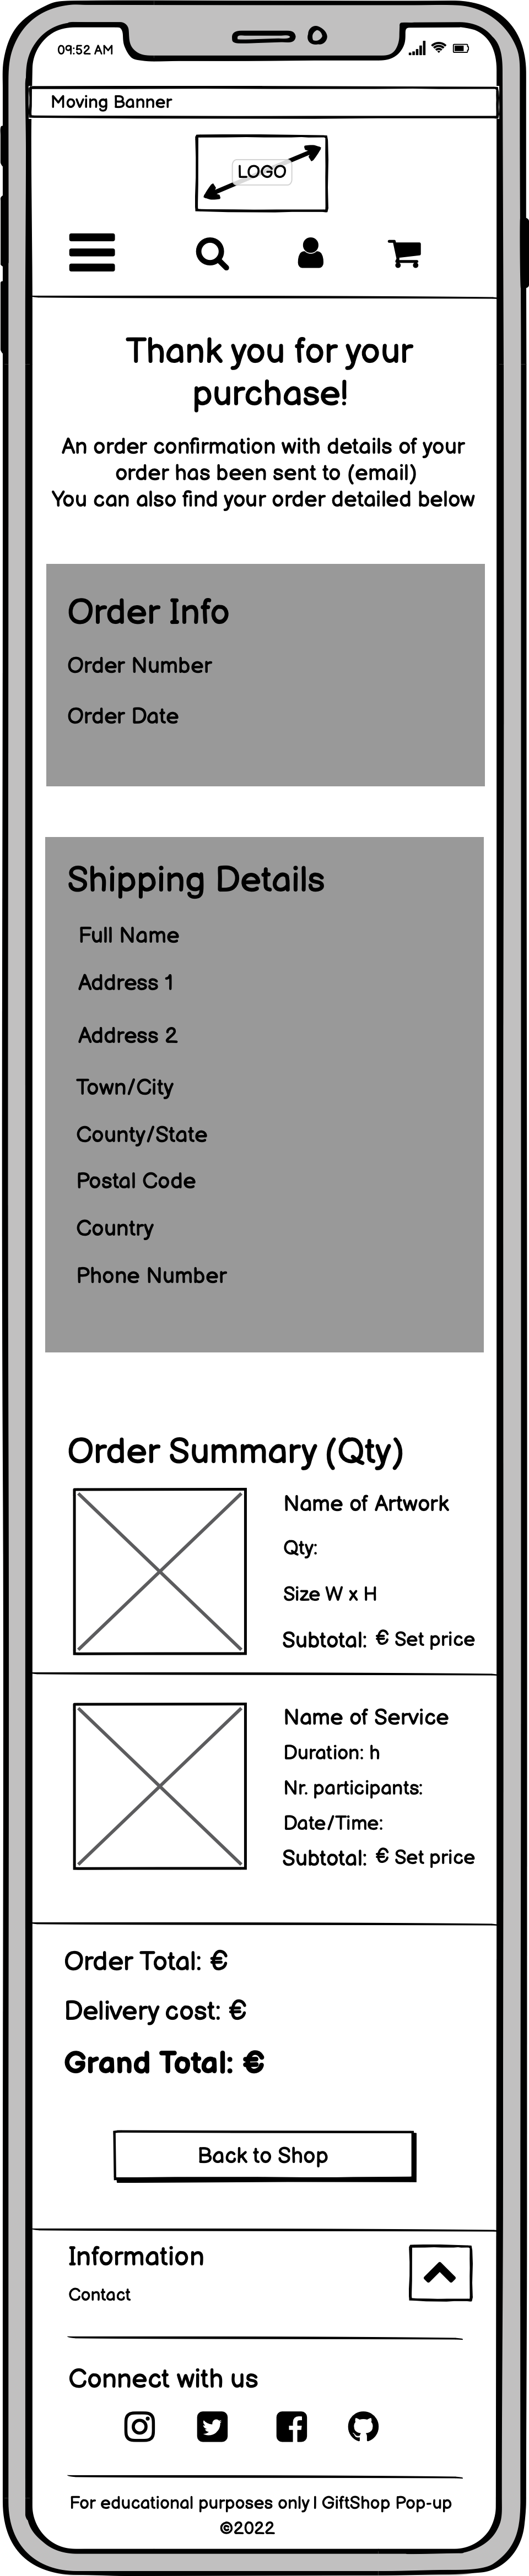 09:52 AM
Moving Banner
LOGO
Thank you for your
purchase!
An order confirmation with details of your
order has been sent to (email)
You can also find your order detailed below
Order Info
Order Number
Order Date
Shipping Details
Full Name
Address 1
Address 2
Town/City
County/State
Postal Code
Country
Phone Number
Order Summary (Qty)
Name of Artwork
Qty:
Size W x H
Subtotal: € Set price
Name of Service
Duration: h
Nr. participants:
Date/Time:
Subtotal: € Set price
Order Total: €
Delivery cost: €
Grand Total: €
Back to Shop
Information
Contact
Connect with us
For educational purposes only | GiftShop Pop-up
©2022